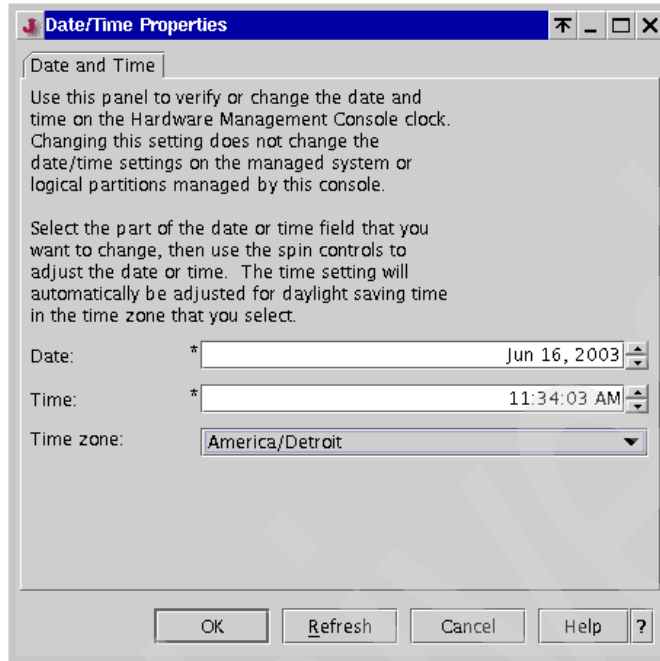 Date/Time Properties
Date and Time
Use this panel to verify or change the date and
time on the Hardware Management Console clock.
Changing this setting does not change the
date/time settings on the managed system or
logical partitions managed by this console.
Select the part of the date or time field that you
want to change, then use the spin controls to
adjust the date or time. The time setting will
automatically be adjusted for daylight saving time
in the time zone that you select.
Date: * Jun 16, 2003
Time: * 11:34:03 AM
Time zone: America/Detroit
OK Refresh Cancel Help ?